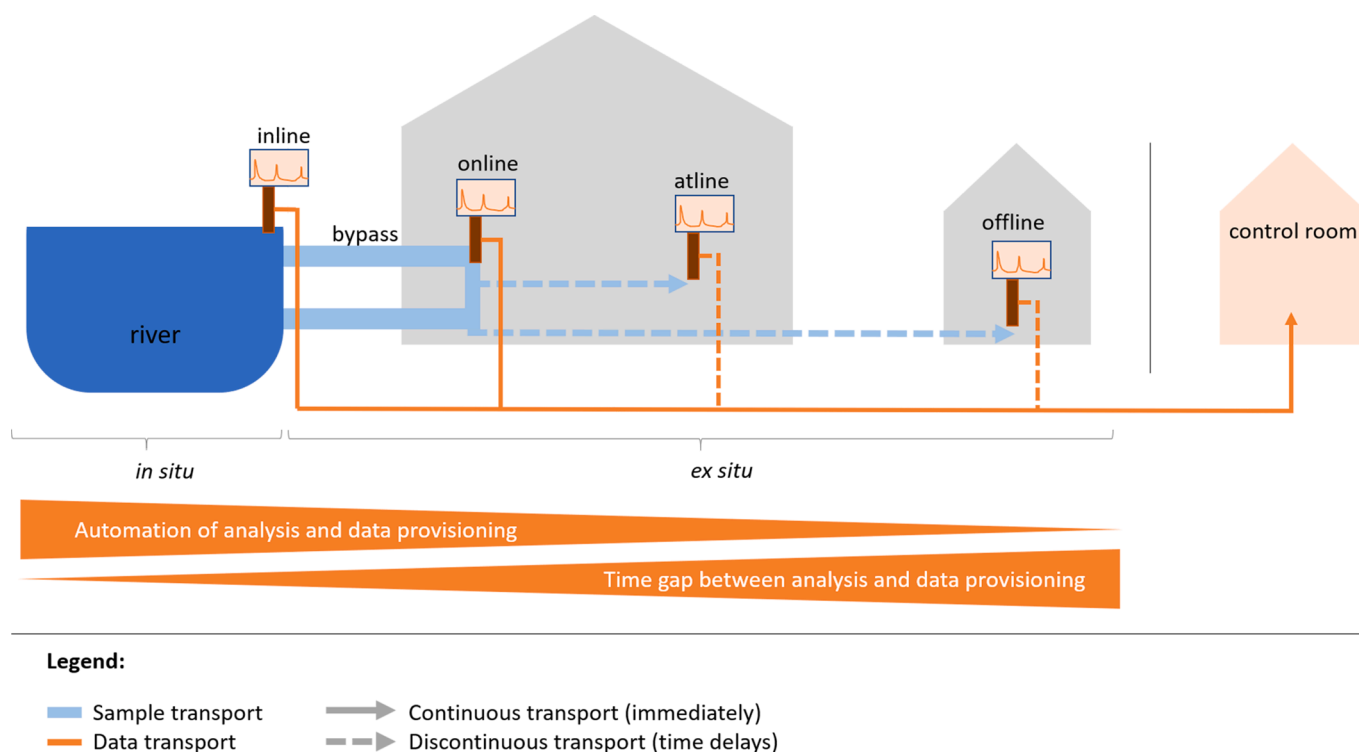 inline
online
atline
offline
bypass
control room
river
in situ
ex situ
Automation of analysis and data provisioning
Time gap between analysis and data provisioning
Legend:
Sample transport
Continuous transport (immediately)
Data transport
Discontinuous transport (time delays)